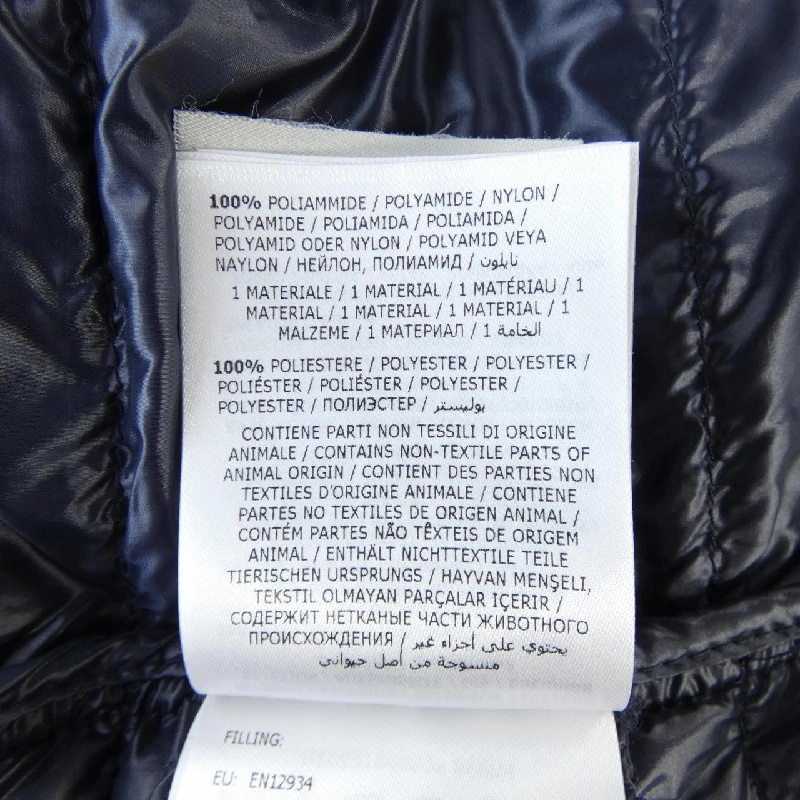 100% POLIAMMIDE / POLYAMIDE / NYLON /
POLYAMIDE / POLIAMIDA / POLIAMIDA /
POLYAMID ODER NYLON / POLYAMID VEYA
NAYLON / НЕЙЛОН, ПОЛИАМИД / نايلون
1 MATERIALE / 1 MATERIAL / 1 MATÉRIAU / 1
MATERIAL / 1 MATERIAL / 1 MATERIAL / 1
MALZEME / 1 МАТЕРИАЛ / 1 الخامة
100% POLIESTERE / POLYESTER / POLYESTER /
POLIÉSTER / POLIÉSTER / POLYESTER /
POLYESTER / ПОЛИЭСТЕР / بوليستر
CONTIENE PARTI NON TESSILI DI ORIGINE
ANIMALE / CONTAINS NON-TEXTILE PARTS OF
ANIMAL ORIGIN / CONTIENT DES PARTIES NON
TEXTILES D'ORIGINE ANIMALE / CONTIENE
PARTES NO TEXTILES DE ORIGEN ANIMAL /
CONTÉM PARTES NÃO TÊXTEIS DE ORIGEM
ANIMAL / ENTHÄLT NICHTTEXTILE TEILE
TIERISCHEN URSPRUNGS / HAYVAN MENŞELİ,
TEKSTIL OLMAYAN PARÇALAR IÇERIR /
СОДЕРЖИТ НЕТКАНЫЕ ЧАСТИ ЖИВОТНОГО
ПРОИСХОЖДЕНИЯ / يحتوي على أجزاء غير
منسوجة من أصل حيواني
FILLING:
EU: EN12934